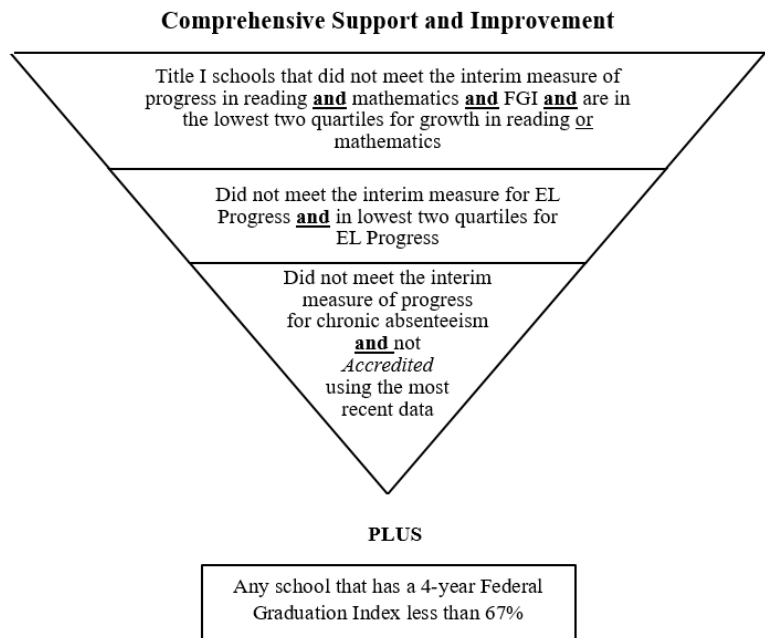 Comprehensive Support and Improvement
Title I schools that did not meet the interim measure of
progress in reading and mathematics and FGI and are in
the lowest two quartiles for growth in reading or
mathematics
Did not meet the interim measure for EL
Progress and in lowest two quartiles for
EL Progress
Did not meet the interim
measure of progress
for chronic absenteeism
and not
Accredited
using the most
recent data
PLUS
Any school that has a 4-year Federal
Graduation Index less than 67%